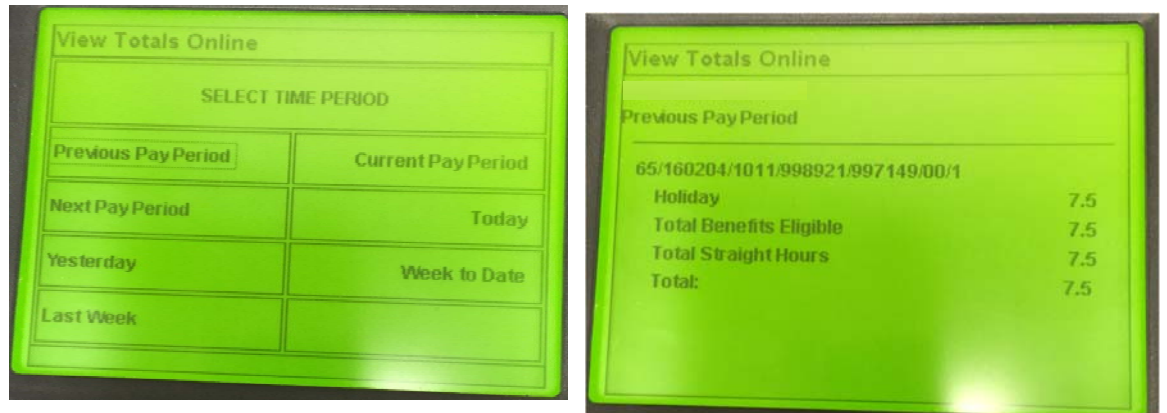 View Totals Online
SELECT TIME PERIOD
Previous Pay Period
Current Pay Period
Next Pay Period
Today
Yesterday
Week to Date
Last Week
View Totals Online
Previous Pay Period
65/160204/1011/998921/997149/00/1
Holiday 7.5
Total Benefits Eligible 7.5
Total Straight Hours 7.5
Total: 7.5